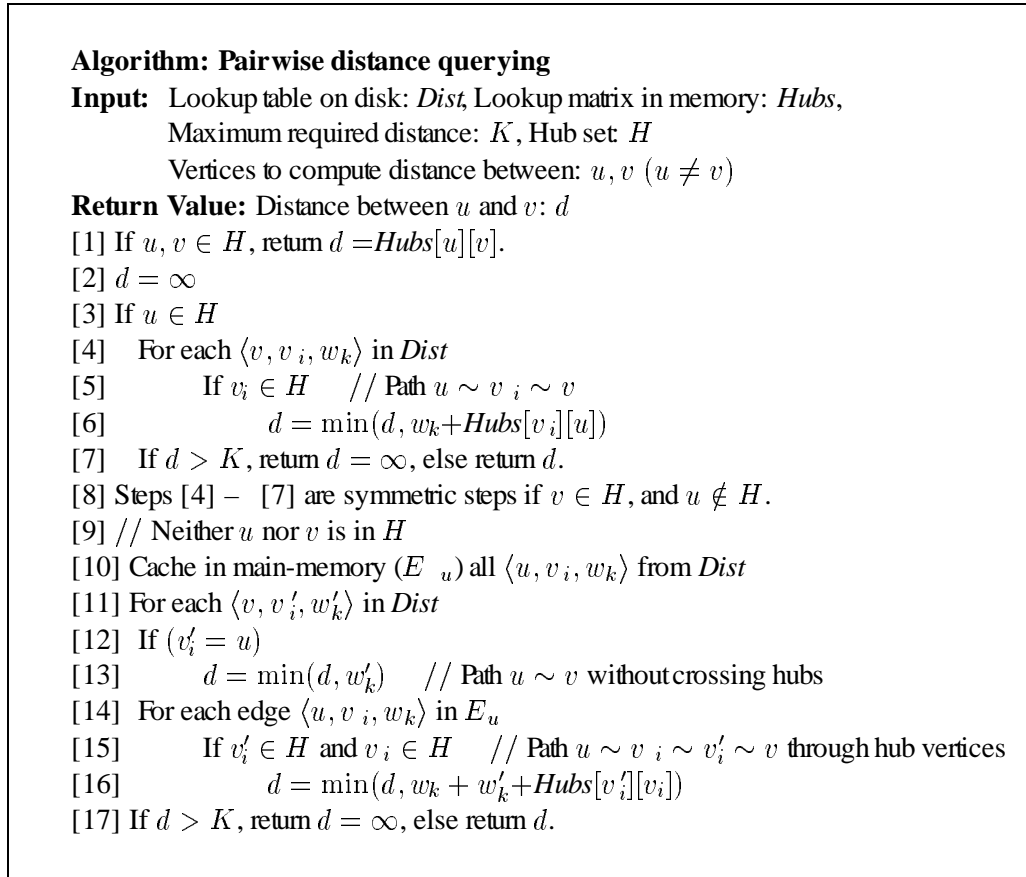 Algorithm: Pairwise distance querying
Input: Lookup table on disk: Dist, Lookup matrix in memory: Hubs,
Maximum required distance: K, Hub set: H
Vertices to compute distance between: u, v (u ≠ v)
Return Value: Distance between u and v: d
[1] If u, v ∈ H, return d =Hubs[u][v].
[2] d = ∞
[3] If u ∈ H
[4] For each ⟨v, v_i, w_k⟩ in Dist
[5] If v_i ∈ H // Path u ∼ v_i ∼ v
[6] d = min(d, w_k+Hubs[v_i][u])
[7] If d > K, return d = ∞, else return d.
[8] Steps [4] – [7] are symmetric steps if v ∈ H, and u ∉ H.
[9] // Neither u nor v is in H
[10] Cache in main-memory (E_u) all ⟨u, v_i, w_k⟩ from Dist
[11] For each ⟨v, v′_i, w′_k⟩ in Dist
[12] If (v′_i = u)
[13] d = min(d, w′_k) // Path u ∼ v without crossing hubs
[14] For each edge ⟨u, v_i, w_k⟩ in E_u
[15] If v′_i ∈ H and v_i ∈ H // Path u ∼ v_i ∼ v′_i ∼ v through hub vertices
[16] d = min(d, w_k + w′_k+Hubs[v′_i][v_i])
[17] If d > K, return d = ∞, else return d.